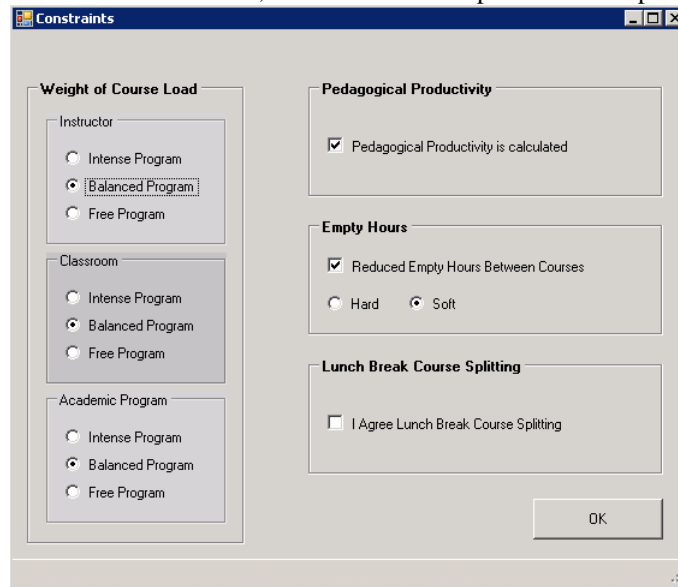 Constraints
Weight of Course Load
Instructor
Intense Program
Balanced Program
Free Program
Classroom
Intense Program
Balanced Program
Free Program
Academic Program
Intense Program
Balanced Program
Free Program
Pedagogical Productivity
Pedagogical Productivity is calculated
Empty Hours
Reduced Empty Hours Between Courses
Hard Soft
Lunch Break Course Splitting
I Agree Lunch Break Course Splitting
OK